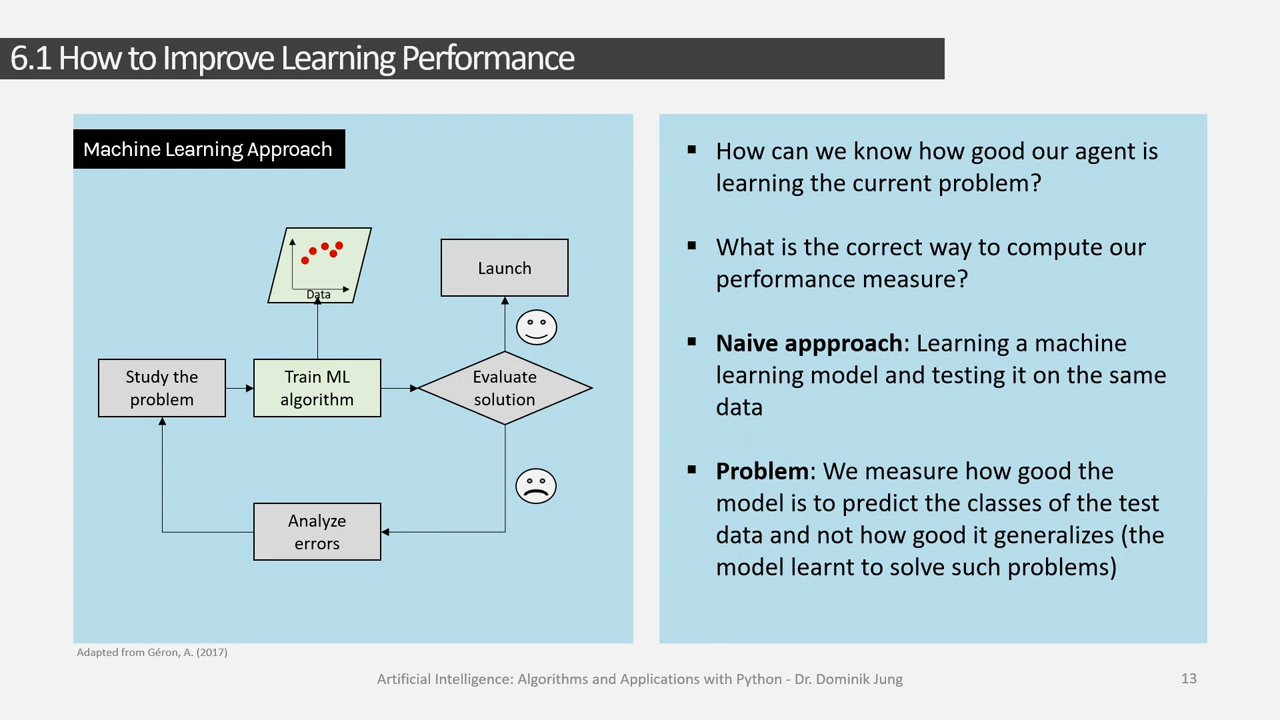 6.1 How to Improve Learning Performance
Machine Learning Approach
Data
Launch
Study the
problem
Train ML
algorithm
Evaluate
solution
Analyze
errors
Adapted from Géron, A. (2017)
▪ How can we know how good our agent is
learning the current problem?
▪ What is the correct way to compute our
performance measure?
▪ Naive appproach: Learning a machine
learning model and testing it on the same
data
▪ Problem: We measure how good the
model is to predict the classes of the test
data and not how good it generalizes (the
model learnt to solve such problems)
Artificial Intelligence: Algorithms and Applications with Python - Dr. Dominik Jung
13